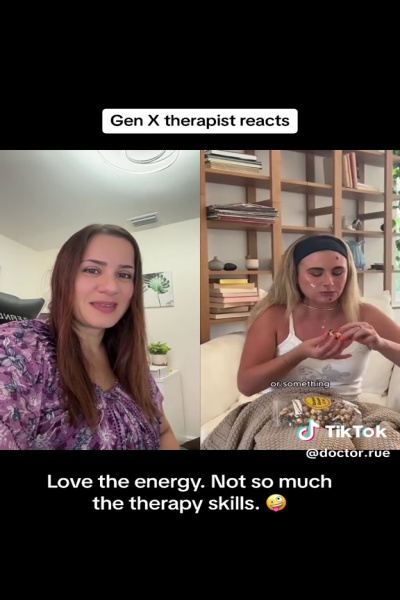 Gen X therapist reacts
or something
TikTok
@doctor.rue
Love the energy. Not so much
the therapy skills. 🤪